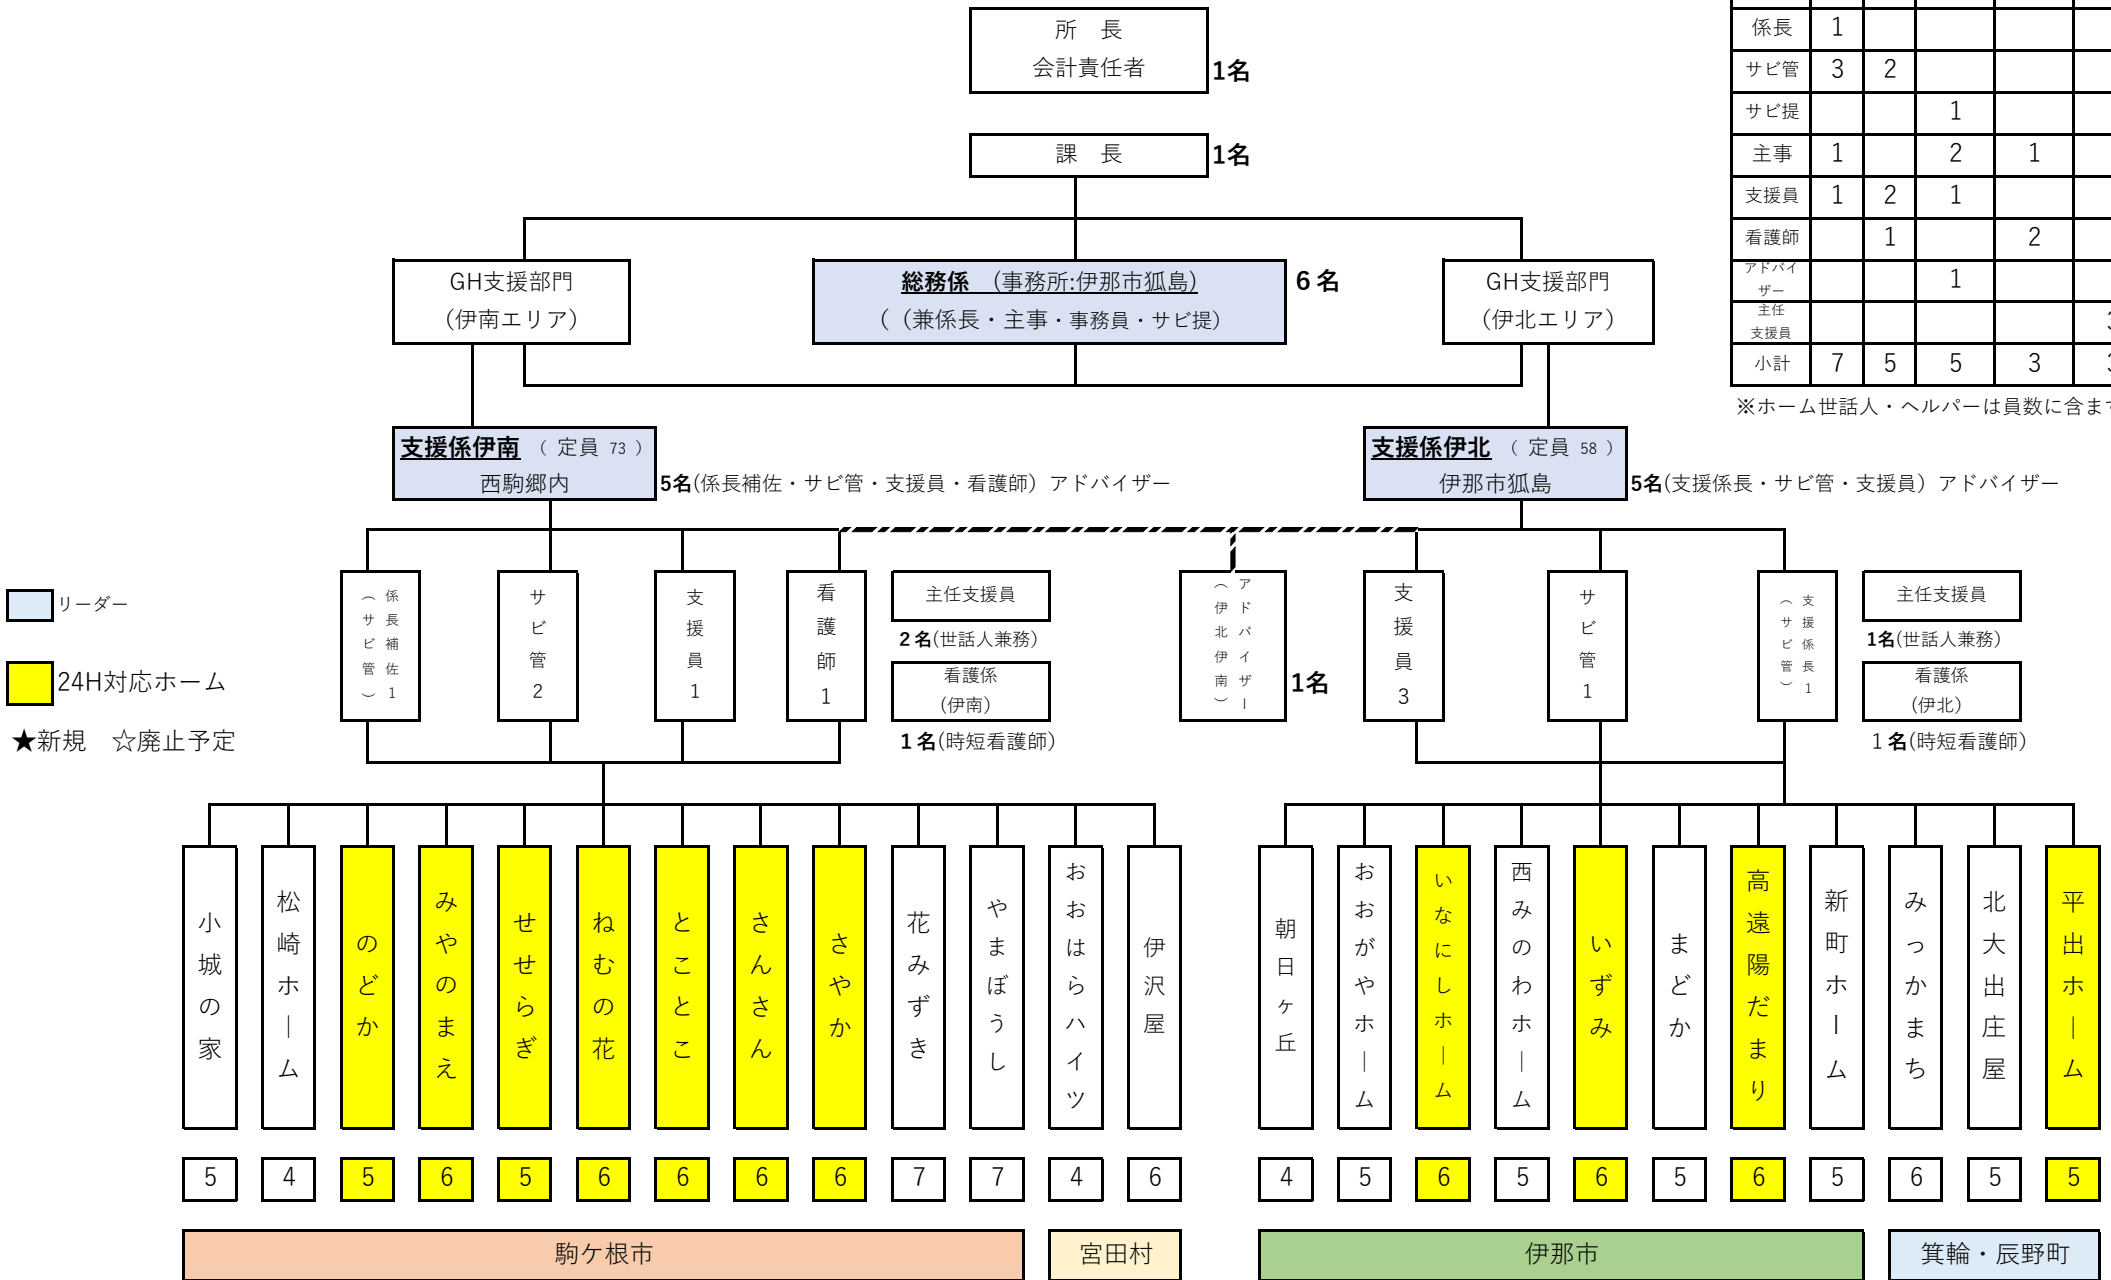 所　長
会計責任者
1名
課　長
1名
係長 1
サビ管 3 2
サビ提 1
主事 1 2 1
支援員 1 2 1
看護師 1 2
アドバイ
ザー 1
主任
支援員
小計 7 5 5 3
※ホーム世話人・ヘルパーは員数に含ま
GH支援部門
（伊南エリア）
総務係　(事務所:伊那市狐島)
（（兼係長・主事・事務員・サビ提）
6名
GH支援部門
（伊北エリア）
支援係伊南　（ 定員 73 ）
西駒郷内
5名(係長補佐・サビ管・支援員・看護師）アドバイザー
支援係伊北　（ 定員 58 ）
伊那市狐島
5名(支援係長・サビ管・支援員）アドバイザー
リーダー
24H対応ホーム
★新規　☆廃止予定
係長補佐1
（サビ管）
サビ管2
支援員1
看護師1
主任支援員
2名(世話人兼務）
看護係
(伊南）
1名(時短看護師）
アドバイザー
（伊北伊南）
1名
支援員3
サビ管1
支援係長1
（サビ管）
主任支援員
1名(世話人兼務）
看護係
(伊北）
1名(時短看護師）
小城の家
松崎ホーム
のどか
みやのまえ
せせらぎ
ねむの花
とことこ
さんさん
さやか
花みずき
やまぼうし
おおはらハイツ
伊沢屋
朝日ヶ丘
おおがやホーム
いなにしホーム
西みのわホーム
いずみ
まどか
高遠陽だまり
新町ホーム
みっかまち
北大出庄屋
平出ホーム
5 4 5 6 5 6 6 6 6 7 7 4 6 4 5 6 5 6 5 6 5 6 5 5
駒ケ根市
宮田村
伊那市
箕輪・辰野町